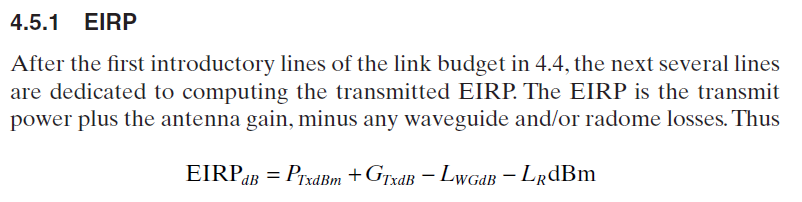 4.5.1 EIRP
After the first introductory lines of the link budget in 4.4, the next several lines
are dedicated to computing the transmitted EIRP. The EIRP is the transmit
power plus the antenna gain, minus any waveguide and/or radome losses. Thus
EIRP_dB = P_TxdBm + G_TxdB − L_WGdB − L_R dBm